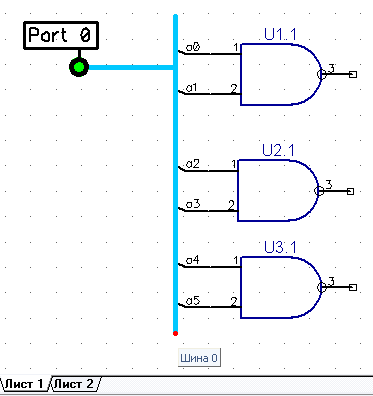 Port 0
U1.1
a0 1
3
a1 2
U2.1
a2 1
3
a3 2
U3.1
a4 1
3
a5 2
Шина 0
Лист 1 Лист 2